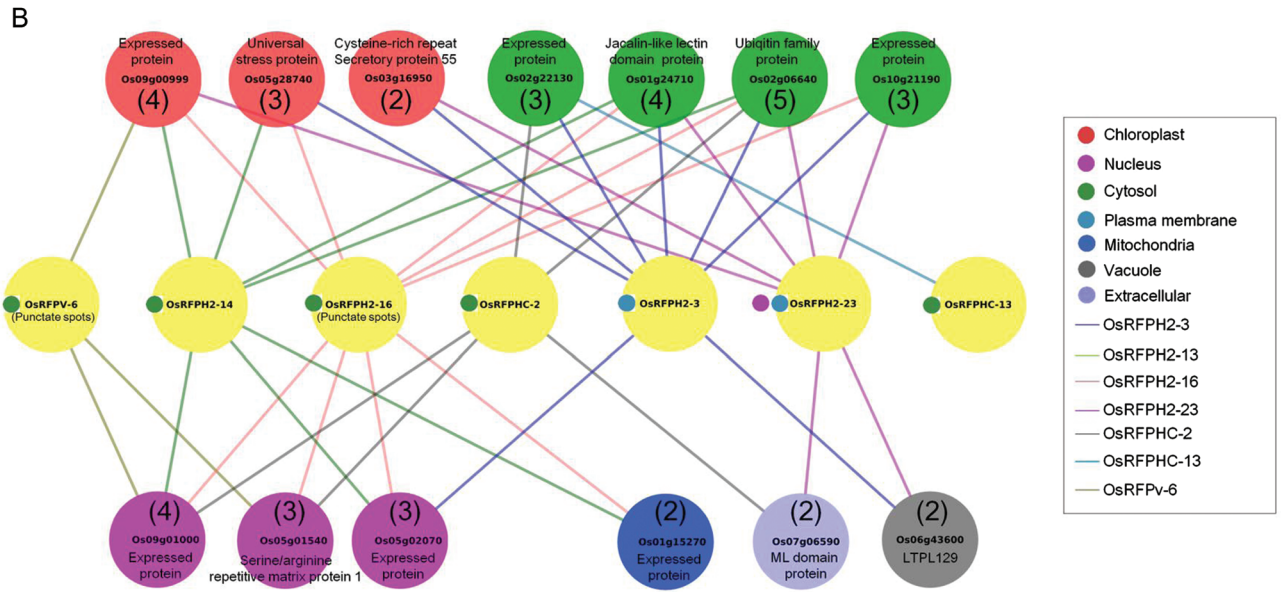 B
Expressed
protein
Os09g00999
(4)
Universal
stress protein
Os05g28740
(3)
Cysteine-rich repeat
Secretory protein 55
Os03g16950
(2)
Expressed
protein
Os02g22130
(3)
Jacalin-like lectin
domain protein
Os01g24710
(4)
Ubiqitin family
protein
Os02g06640
(5)
Expressed
protein
Os10g21190
(3)
OsRFPV-6
(Punctate spots)
OsRFPH2-14
OsRFPH2-16
(Punctate spots)
OsRFPHC-2
OsRFPH2-3
OsRFPH2-23
OsRFPHC-13
(4)
Os09g01000
Expressed
protein
(3)
Os05g01540
Serine/arginine
repetitive matrix protein 1
(3)
Os05g02070
Expressed
protein
(2)
Os01g15270
Expressed
protein
(2)
Os07g06590
ML domain
protein
(2)
Os06g43600
LTPL129
Chloroplast
Nucleus
Cytosol
Plasma membrane
Mitochondria
Vacuole
Extracellular
OsRFPH2-3
OsRFPH2-13
OsRFPH2-16
OsRFPH2-23
OsRFPHC-2
OsRFPHC-13
OsRFPv-6